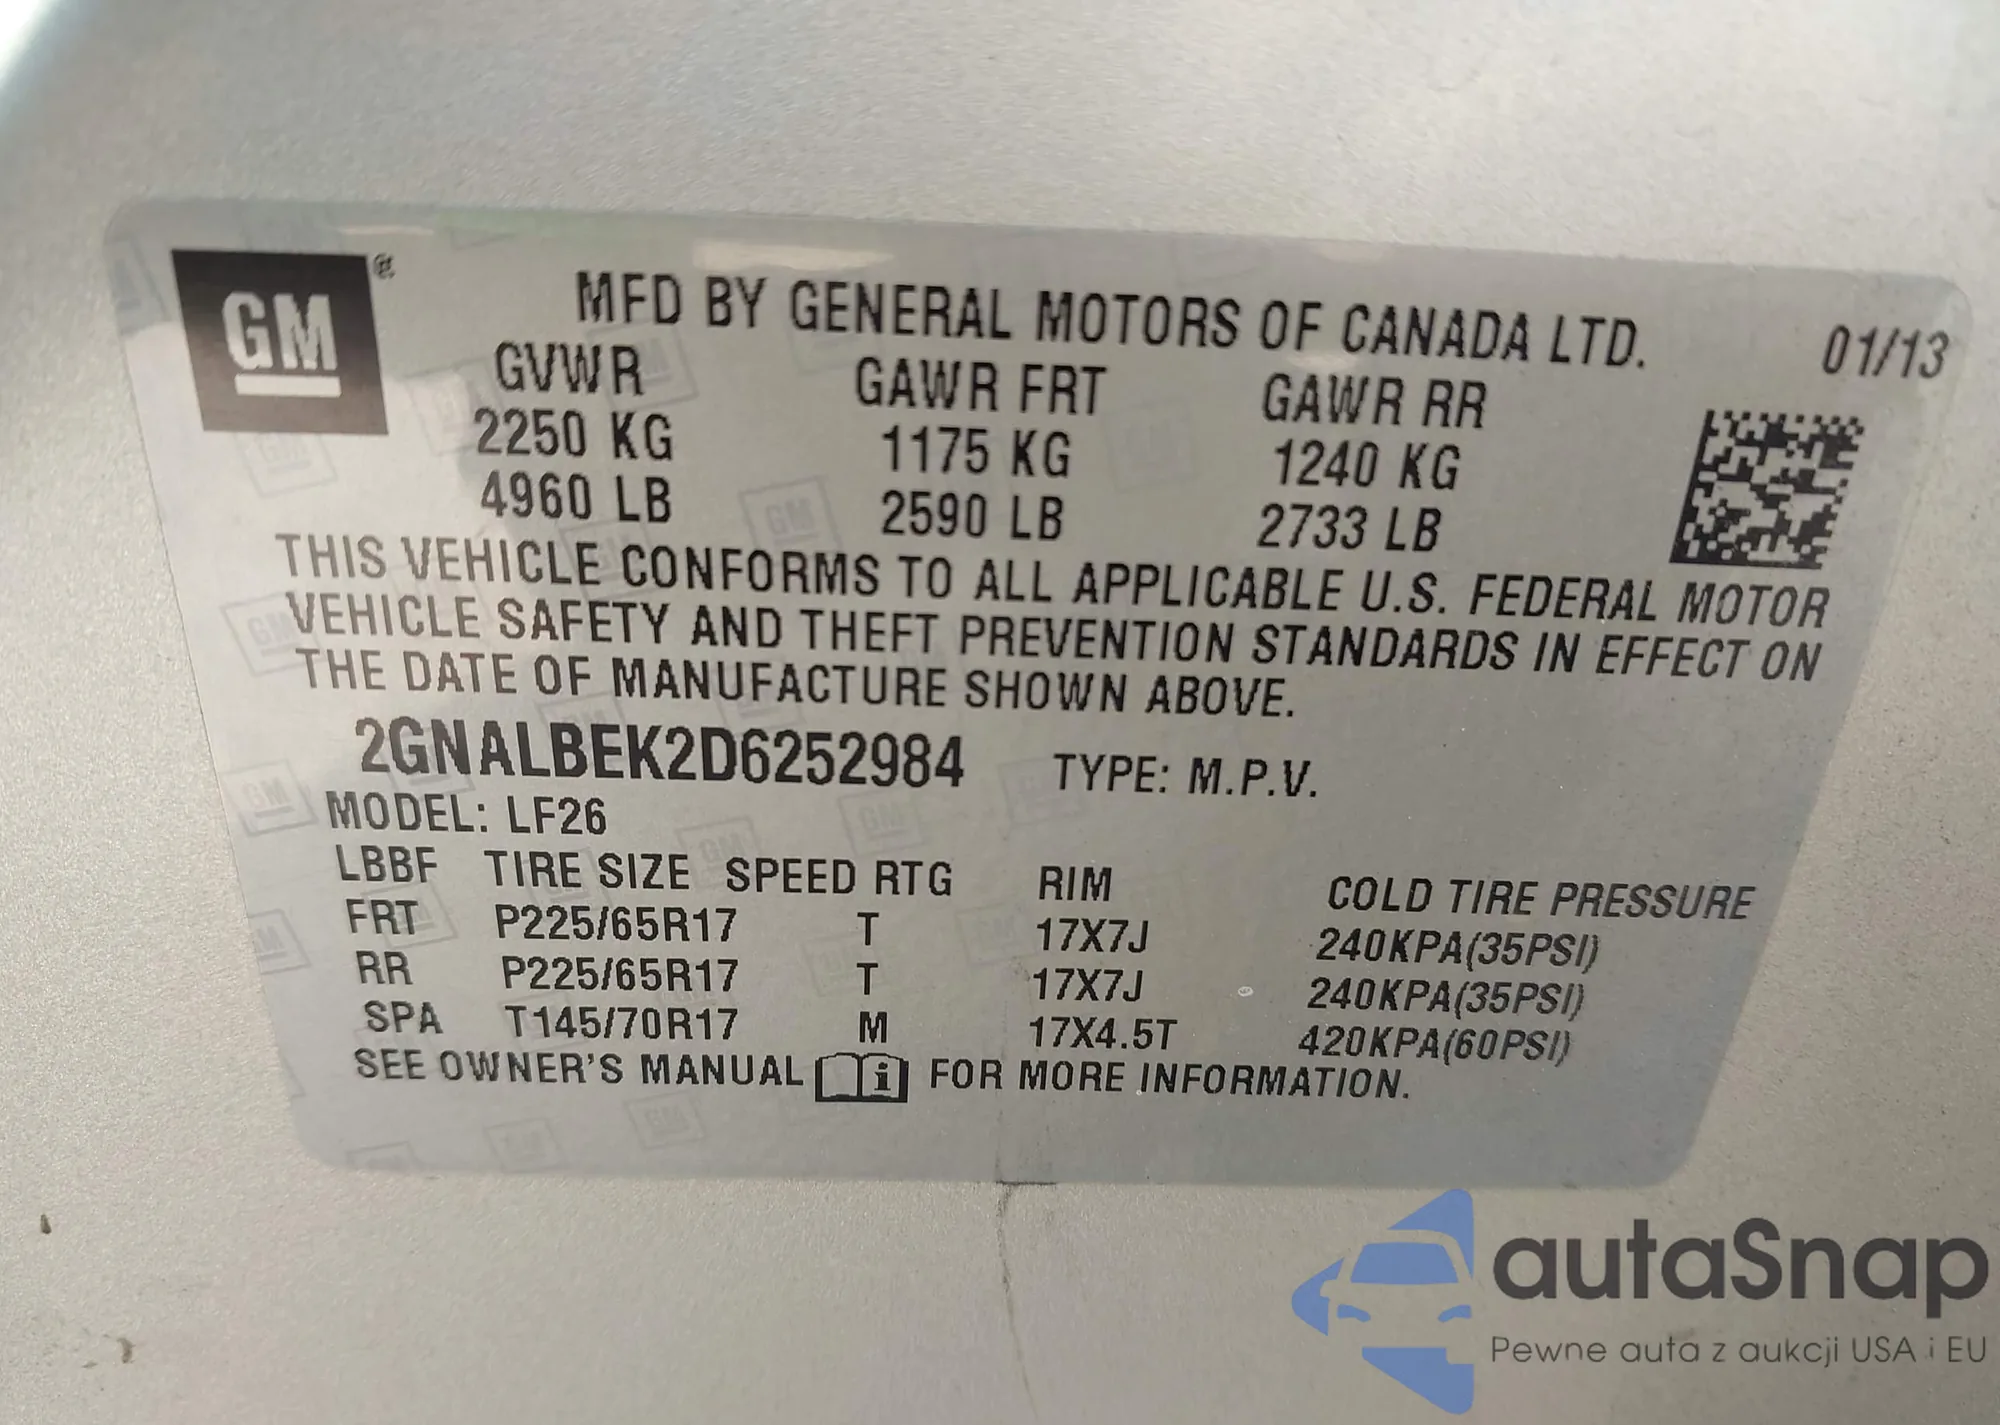 GM
MFD BY GENERAL MOTORS OF CANADA LTD. 01/13
GVWR GAWR FRT GAWR RR
2250 KG 1175 KG 1240 KG
4960 LB 2590 LB 2733 LB
THIS VEHICLE CONFORMS TO ALL APPLICABLE U.S. FEDERAL MOTOR
VEHICLE SAFETY AND THEFT PREVENTION STANDARDS IN EFFECT ON
THE DATE OF MANUFACTURE SHOWN ABOVE.
2GNALBEK2D6252984 TYPE: M.P.V.
MODEL: LF26
LBBF TIRE SIZE SPEED RTG RIM COLD TIRE PRESSURE
FRT P225/65R17 T 17X7J 240KPA(35PSI)
RR P225/65R17 T 17X7J 240KPA(35PSI)
SPA T145/70R17 M 17X4.5T 420KPA(60PSI)
SEE OWNER'S MANUAL i FOR MORE INFORMATION.
autaSnap
Pewne auta z aukcji USA i EU